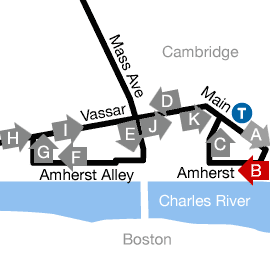 Mass Ave
Cambridge
Main
T
Vassar
D
K
A
H
I
E
J
C
G
F
B
Amherst Alley
Amherst
Charles River
Boston